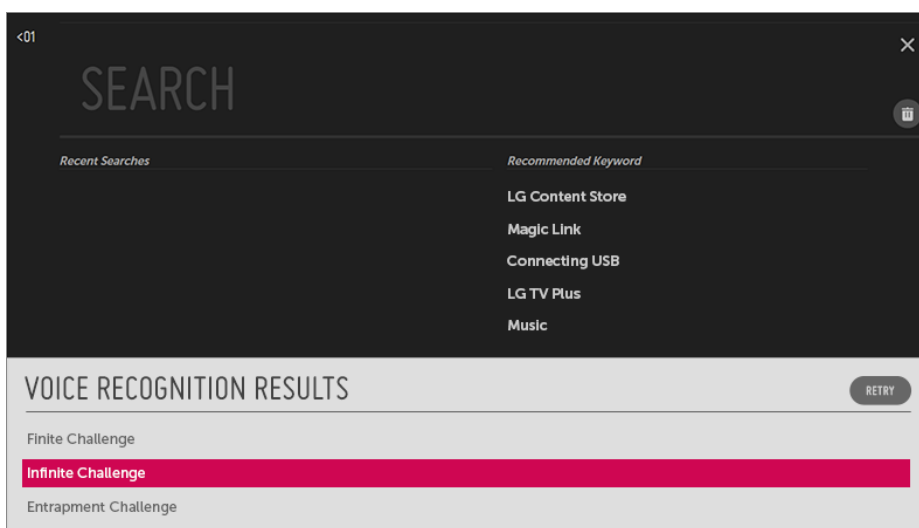 <01
SEARCH
Recent Searches
Recommended Keyword
LG Content Store
Magic Link
Connecting USB
LG TV Plus
Music
VOICE RECOGNITION RESULTS
RETRY
Finite Challenge
Infinite Challenge
Entrapment Challenge